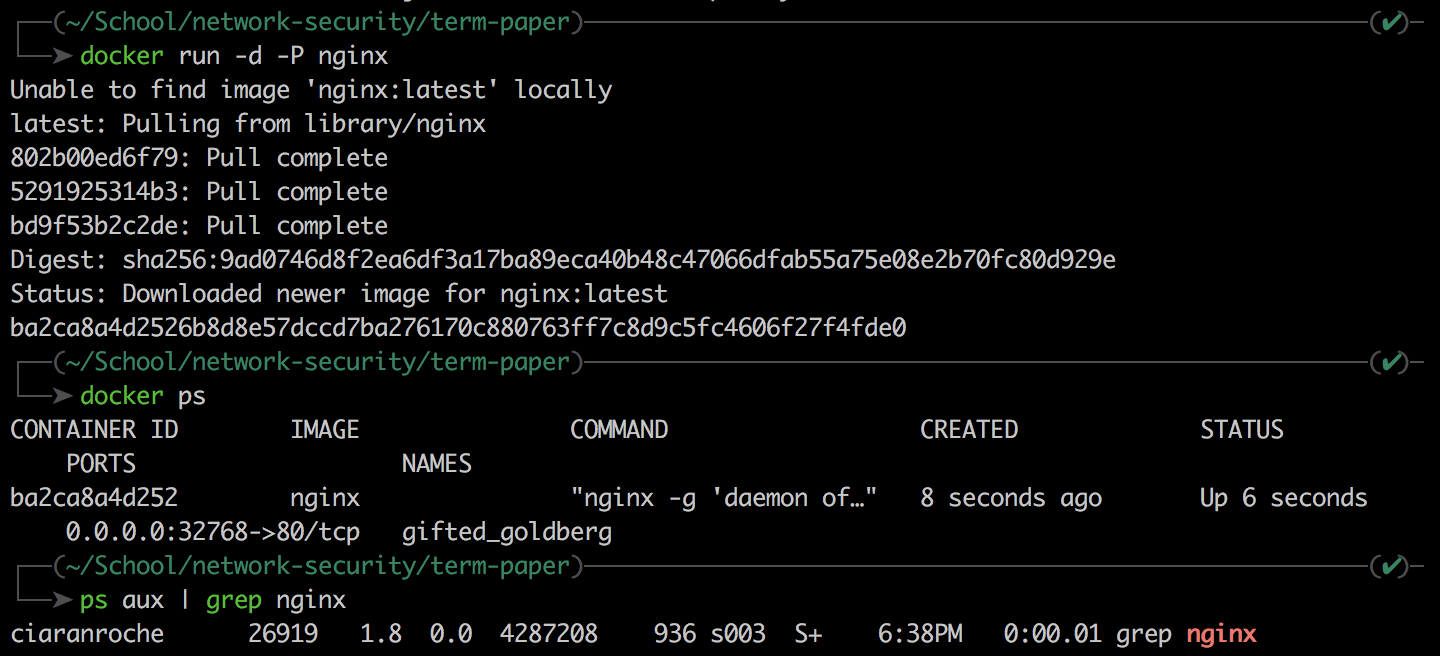 (~/School/network-security/term-paper) (✔)
➤ docker run -d -P nginx
Unable to find image 'nginx:latest' locally
latest: Pulling from library/nginx
802b00ed6f79: Pull complete
5291925314b3: Pull complete
bd9f53b2c2de: Pull complete
Digest: sha256:9ad0746d8f2ea6df3a17ba89eca40b48c47066dfab55a75e08e2b70fc80d929e
Status: Downloaded newer image for nginx:latest
ba2ca8a4d2526b8d8e57dccd7ba276170c880763ff7c8d9c5fc4606f27f4fde0
(~/School/network-security/term-paper) (✔)
➤ docker ps
CONTAINER ID        IMAGE               COMMAND                  CREATED             STATUS
    PORTS                   NAMES
ba2ca8a4d252        nginx               "nginx -g 'daemon of…"   8 seconds ago       Up 6 seconds
    0.0.0.0:32768->80/tcp   gifted_goldberg
(~/School/network-security/term-paper) (✔)
➤ ps aux | grep nginx
ciaranroche      26919   1.8  0.0  4287208    936 s003  S+    6:38PM   0:00.01 grep nginx